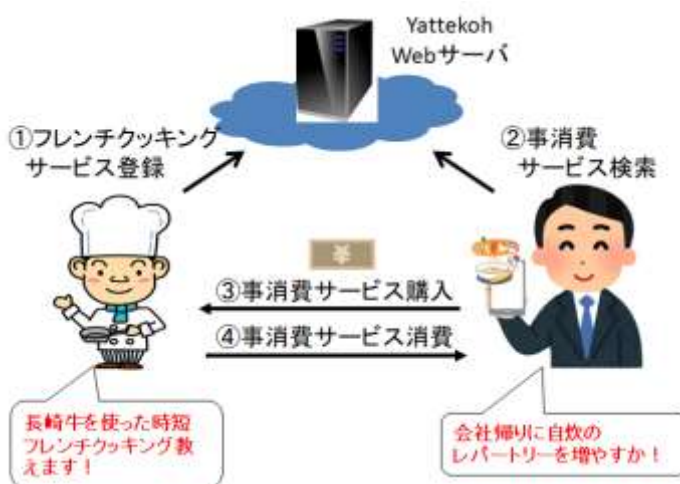 Yattekoh
Webサーバ
①フレンチクッキング
サービス登録
②事消費
サービス検索
¥
③事消費サービス購入
④事消費サービス消費
長崎牛を使った時短
フレンチクッキング教
えます！
会社帰りに自炊の
レパートリーを増やすか！